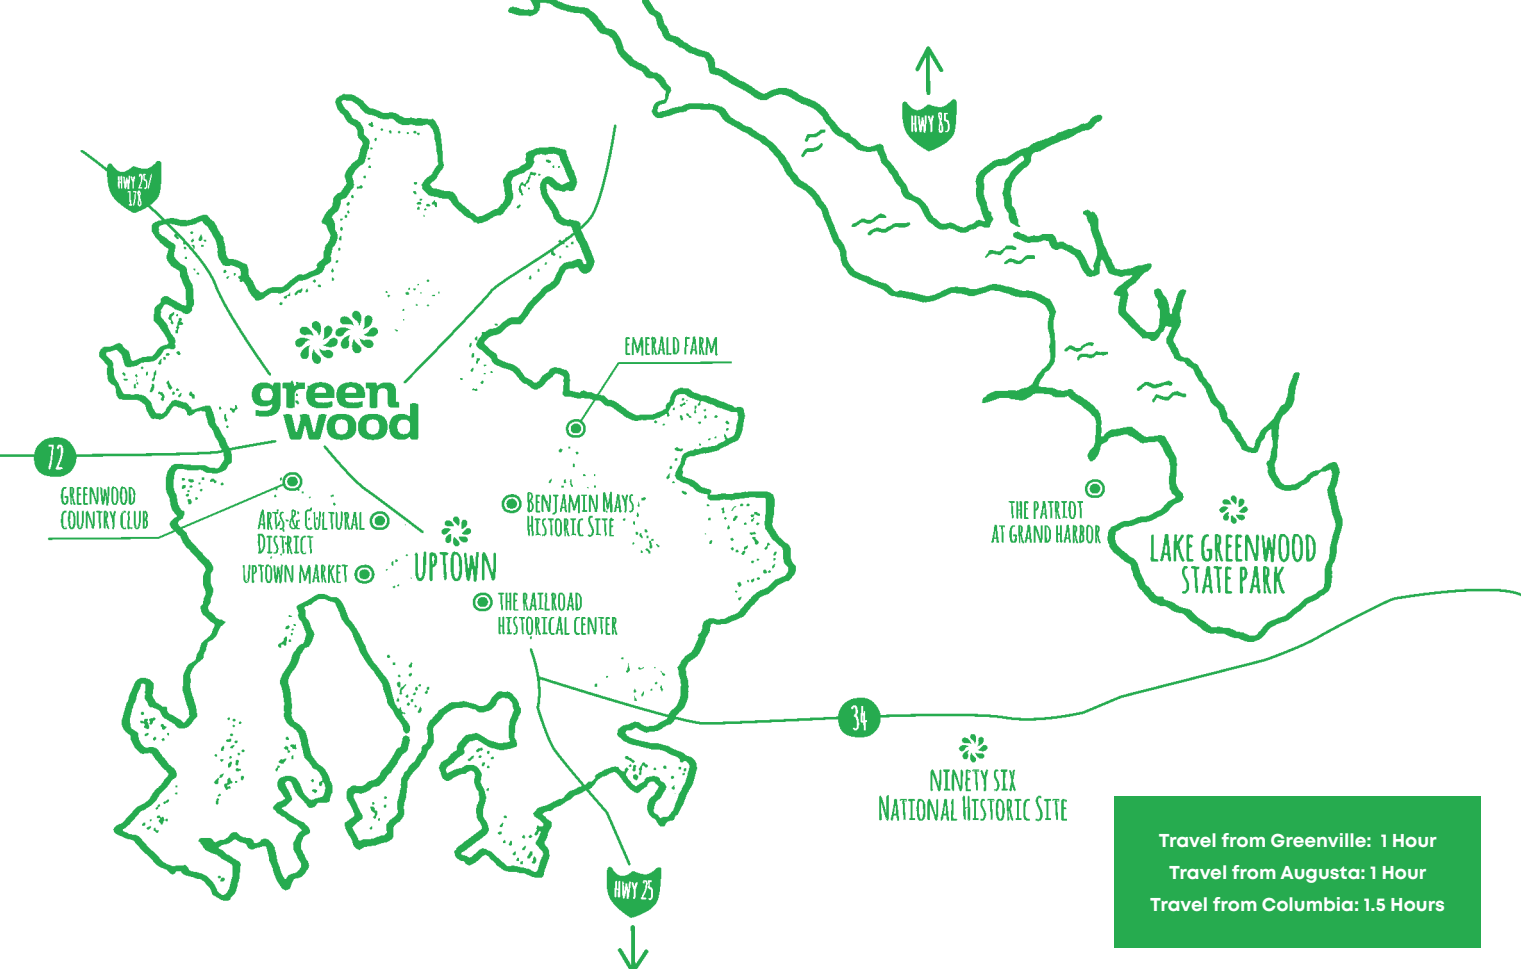 HWY 85
HWY 25/
178
EMERALD FARM
green
wood
72
GREENWOOD
COUNTRY CLUB
ARTS & CULTURAL
DISTRICT
BENJAMIN MAYS
HISTORIC SITE
UPTOWN
UPTOWN MARKET
THE RAILROAD
HISTORICAL CENTER
THE PATRIOT
AT GRAND HARBOR
LAKE GREENWOOD
STATE PARK
34
NINETY SIX
NATIONAL HISTORIC SITE
HWY 25
Travel from Greenville: 1 Hour
Travel from Augusta: 1 Hour
Travel from Columbia: 1.5 Hours